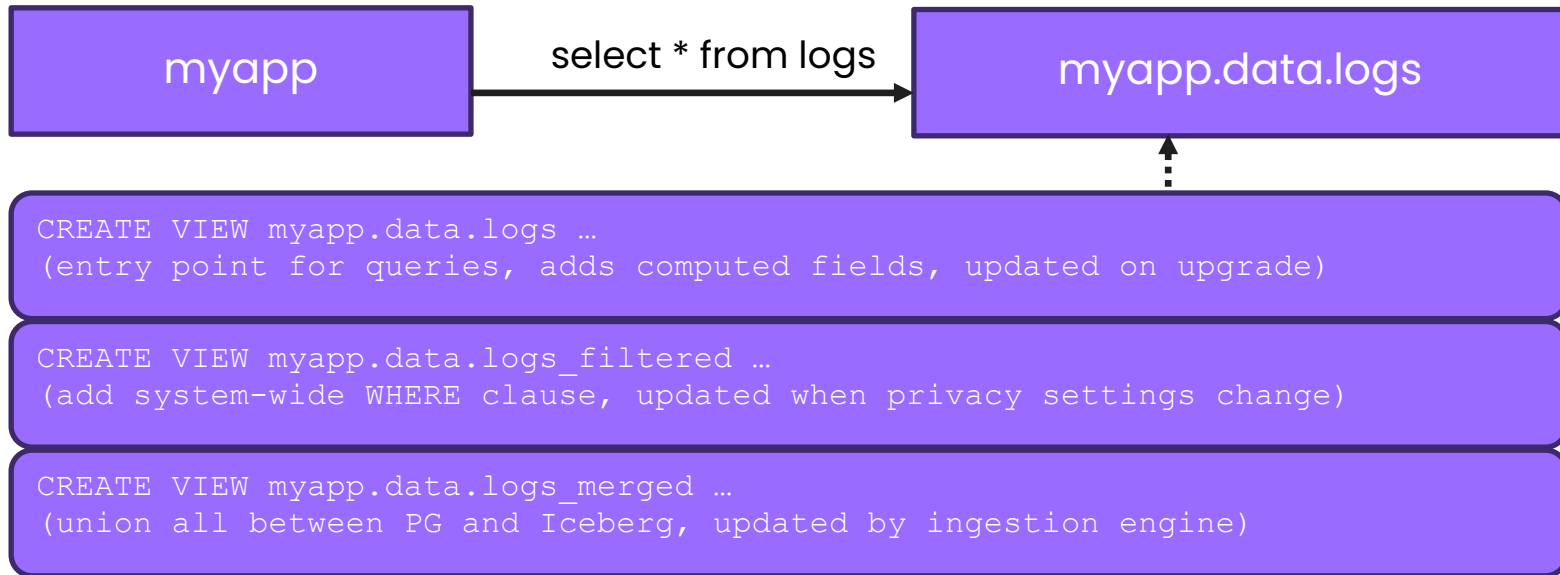 myapp
select * from logs
myapp.data.logs
CREATE VIEW myapp.data.logs …
(entry point for queries, adds computed fields, updated on upgrade)
CREATE VIEW myapp.data.logs_filtered …
(add system-wide WHERE clause, updated when privacy settings change)
CREATE VIEW myapp.data.logs_merged …
(union all between PG and Iceberg, updated by ingestion engine)